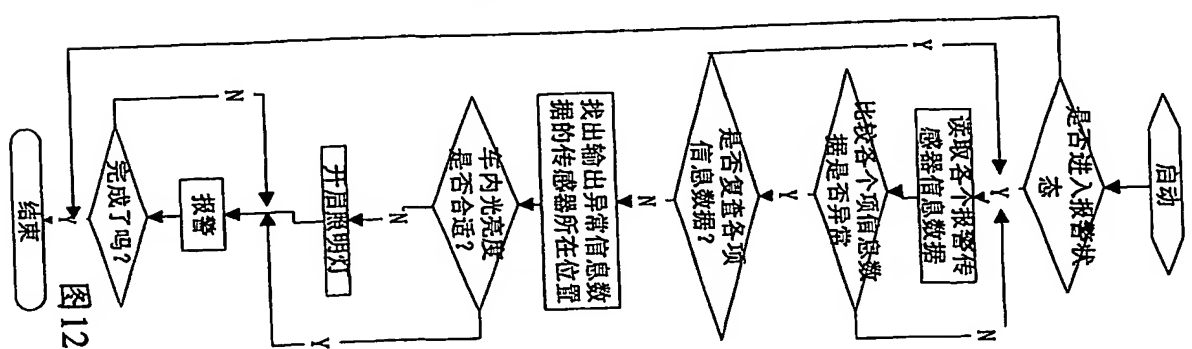 启动
是否进入报警状
态
Y
读取各个报警传
感器信息数据
比较各个项信息数
据是否异常
N
Y
是否复查各项
信息数据？
Y
N
找出输出异常信息数
据的传感器所在位置
车内光亮度
是否合适？
N
Y
开启照明灯
报警
完成了吗？
N
Y
结束
图12